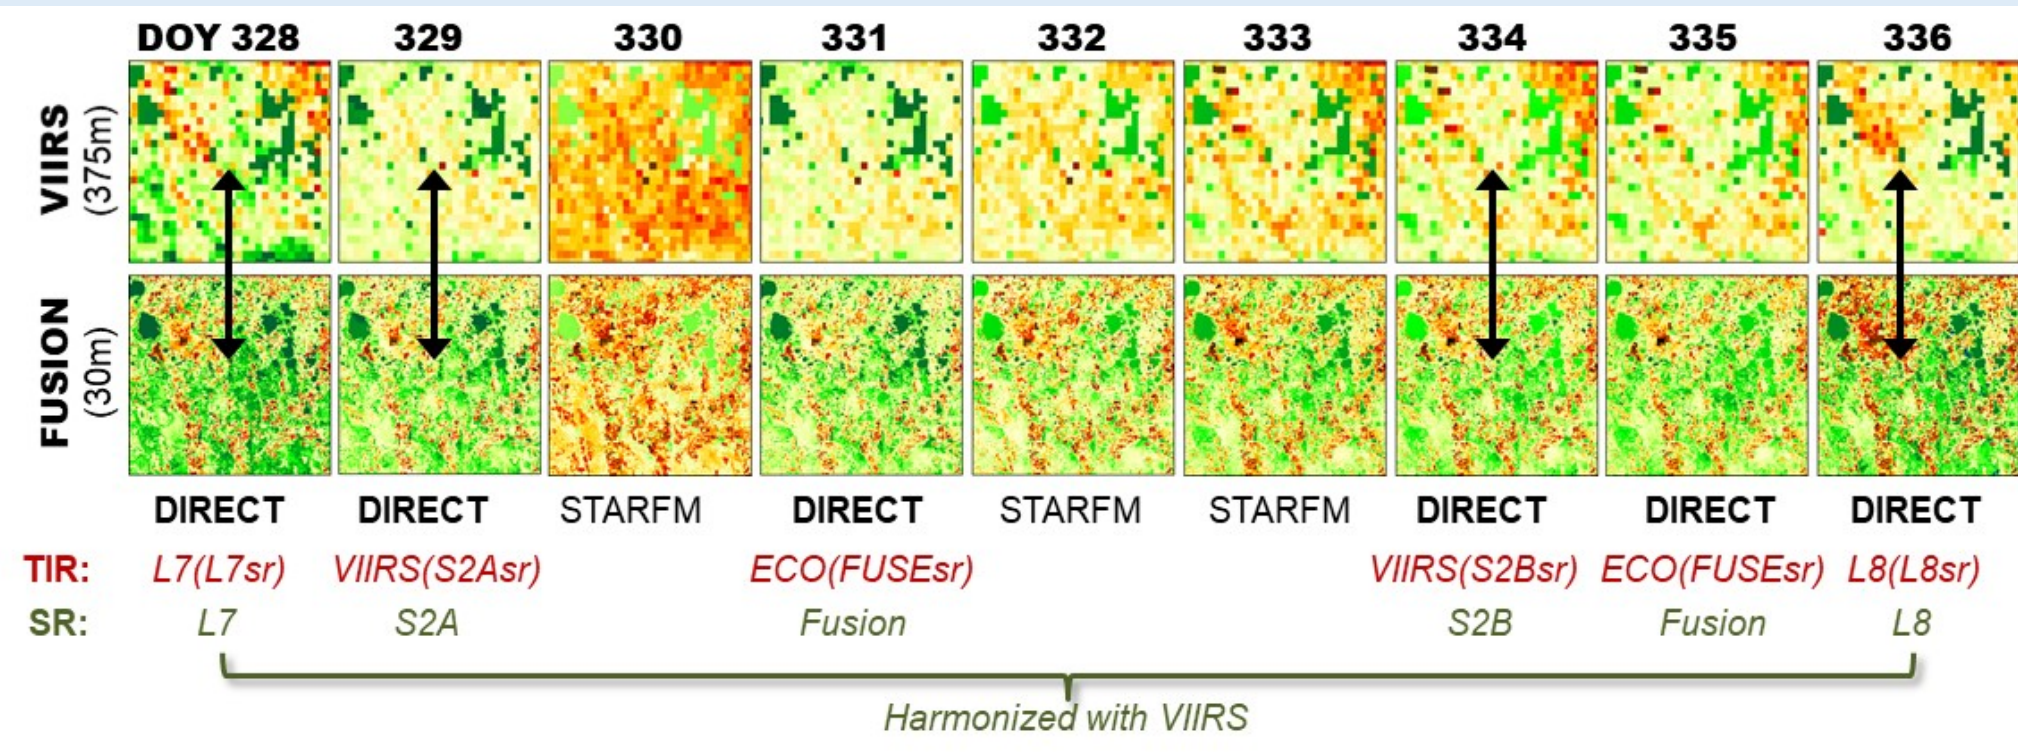 DOY 328 329 330 331 332 333 334 335 336
VIIRS
(375m)
FUSION
(30m)
DIRECT DIRECT STARFM DIRECT STARFM STARFM DIRECT DIRECT DIRECT
TIR: L7(L7sr) VIIRS(S2Asr) ECO(FUSEsr) VIIRS(S2Bsr) ECO(FUSEsr) L8(L8sr)
SR: L7 S2A Fusion S2B Fusion L8
Harmonized with VIIRS